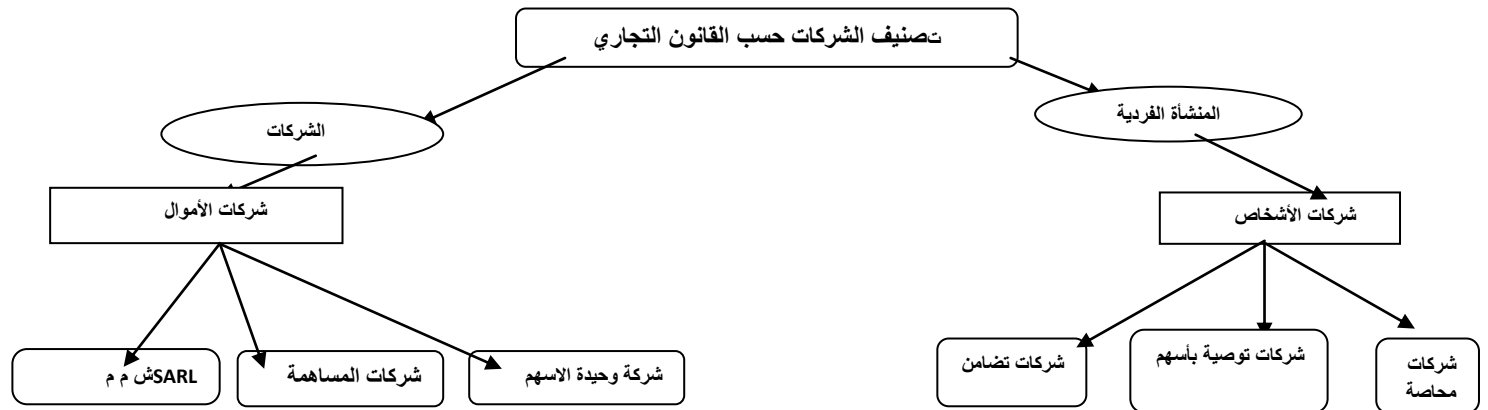 تصنيف الشركات حسب القانون التجاري
المنشأة الفردية
الشركات
شركات الأشخاص
شركات الأموال
شركات
محاصة
شركات توصية بأسهم
شركات تضامن
شركة وحيدة الاسهم
شركات المساهمة
SARLش م م